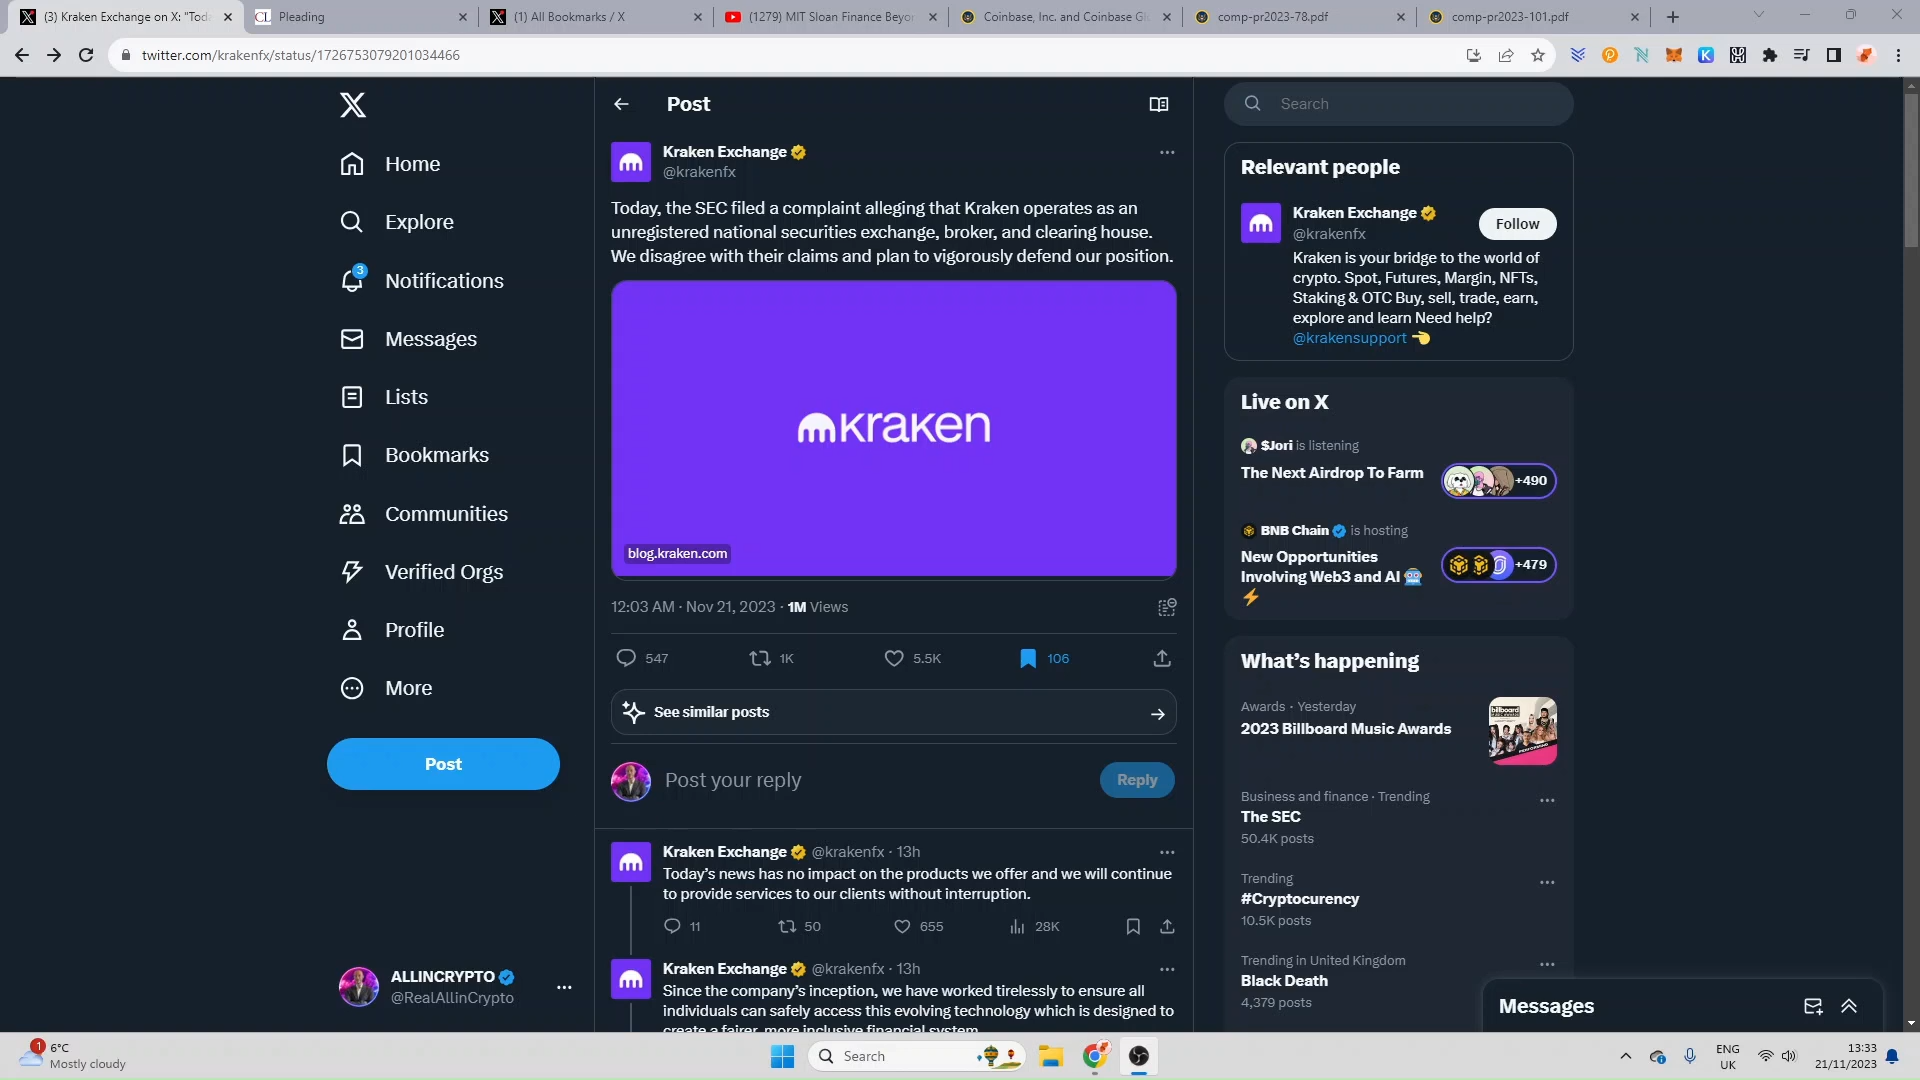 (3) Kraken Exchange on X: "Toda
Pleading
(1) All Bookmarks / X
(1279) MIT Sloan Finance Beyon
Coinbase, Inc. and Coinbase Gl
comp-pr2023-78.pdf
comp-pr2023-101.pdf
twitter.com/krakenfx/status/1726753079201034466
Home
Explore
3
Notifications
Messages
Lists
Bookmarks
Communities
Verified Orgs
Profile
More
Post
ALLINCRYPTO
@RealAllinCrypto
Post
Kraken Exchange
@krakenfx
Today, the SEC filed a complaint alleging that Kraken operates as an
unregistered national securities exchange, broker, and clearing house.
We disagree with their claims and plan to vigorously defend our position.
kraken
blog.kraken.com
12:03 AM · Nov 21, 2023 · 1M Views
547 1K 5.5K 106
See similar posts
Post your reply
Reply
Kraken Exchange @krakenfx · 13h
Today's news has no impact on the products we offer and we will continue
to provide services to our clients without interruption.
11 50 655 28K
Kraken Exchange @krakenfx · 13h
Since the company's inception, we have worked tirelessly to ensure all
individuals can safely access this evolving technology which is designed to
create a fairer, more inclusive financial system
Search
Relevant people
Kraken Exchange
@krakenfx
Follow
Kraken is your bridge to the world of
crypto. Spot, Futures, Margin, NFTs,
Staking & OTC Buy, sell, trade, earn,
explore and learn Need help?
@krakensupport
Live on X
$Jori is listening
The Next Airdrop To Farm
+490
BNB Chain is hosting
New Opportunities
Involving Web3 and AI
+479
What's happening
Awards · Yesterday
2023 Billboard Music Awards
Business and finance · Trending
The SEC
50.4K posts
Trending
#Cryptocurency
10.5K posts
Trending in United Kingdom
Black Death
4,379 posts
Messages
1
6°C
Mostly cloudy
Search
ENG
UK
13:33
21/11/2023